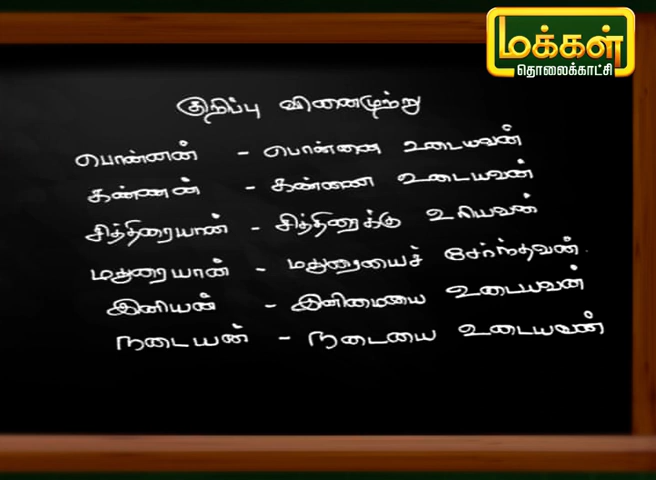 மக்கள்
தொலைக்காட்சி
குறிப்பு வினைமுற்று
பொன்னன் - பொன்னை உடையவன்
கண்ணன் - கண்ணை உடையவன்
சித்திரையான் - சித்திரைக்கு உரியவன்
மதுரையான் - மதுரையைச் சேர்ந்தவன்.
இனியன் - இனிமையை உடையவன்
நடையன் - நடையை உடையவன்